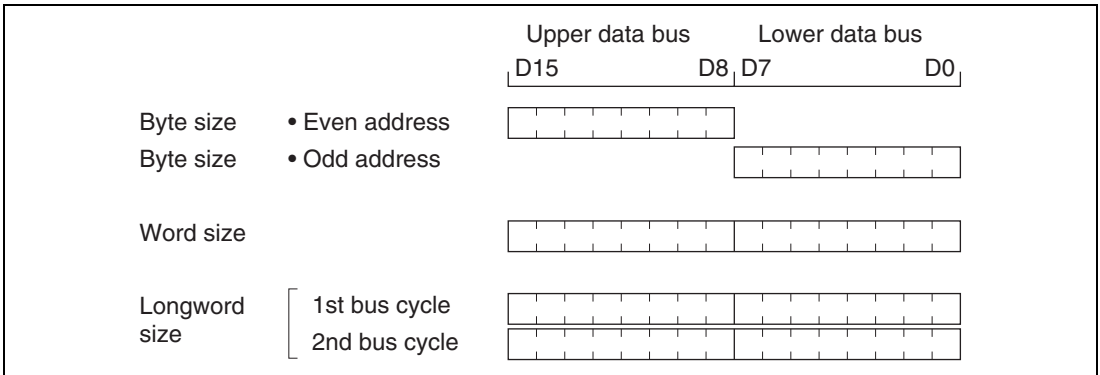 Upper data bus Lower data bus
D15 D8 D7 D0
Byte size • Even address
Byte size • Odd address
Word size
Longword size 1st bus cycle
2nd bus cycle